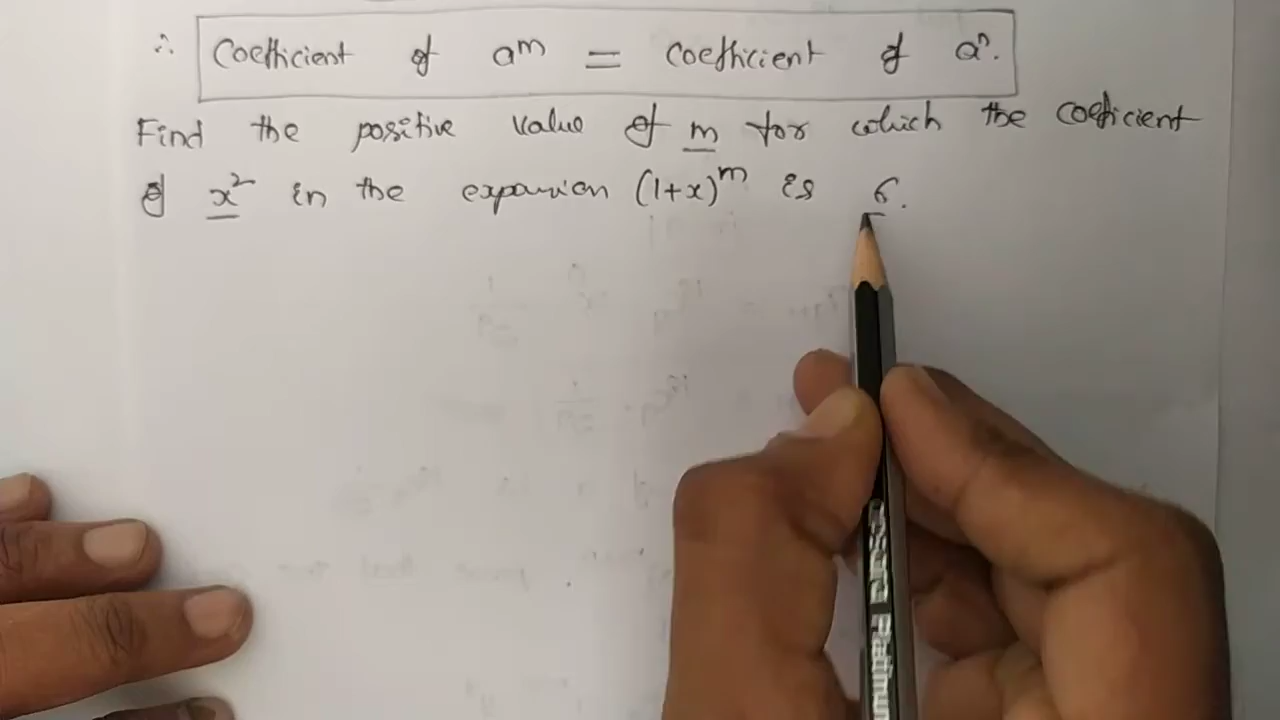 ∴ Coefficient of a^m = Coefficient of a^n.
Find the positive value of m for which the coefficient
of x^2 in the expansion (1+x)^m is 6.